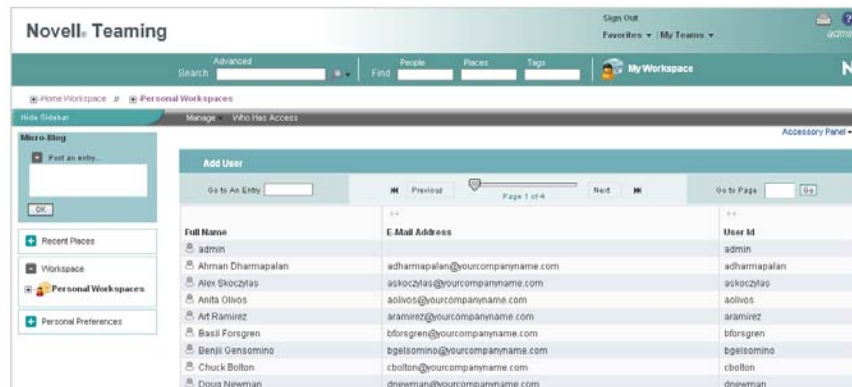 Novell® Teaming
Sign Out
Favorites ▾ | My Teams ▾
admin
Advanced
Search
Find People Places Tags
My Workspace
N
Home Workspace // Personal Workspaces
Hide Sidebar
Manage Who Has Access
Accessory Panel
Micro-Blog
Post an entry...
OK
Recent Places
Workspace
Personal Workspaces
Personal Preferences
Add User
Go to An Entry Previous Page 1 of 4 Next Go to Page Go
Full Name E-Mail Address User Id
admin admin
Ahman Dharmapalan adharmapalan@yourcompanyname.com adharmapalan
Alex Skoczylas askoczylas@yourcompanyname.com askoczylas
Anita Olivos aolivos@yourcompanyname.com aolivos
Art Ramirez aramirez@yourcompanyname.com aramirez
Basil Forsgren bforsgren@yourcompanyname.com bforsgren
Benjii Gensomino bgelsomino@yourcompanyname.com bgelsomino
Chuck Bolton cbolton@yourcompanyname.com cbolton
Doug Newman dnewman@yourcompanyname.com dnewman